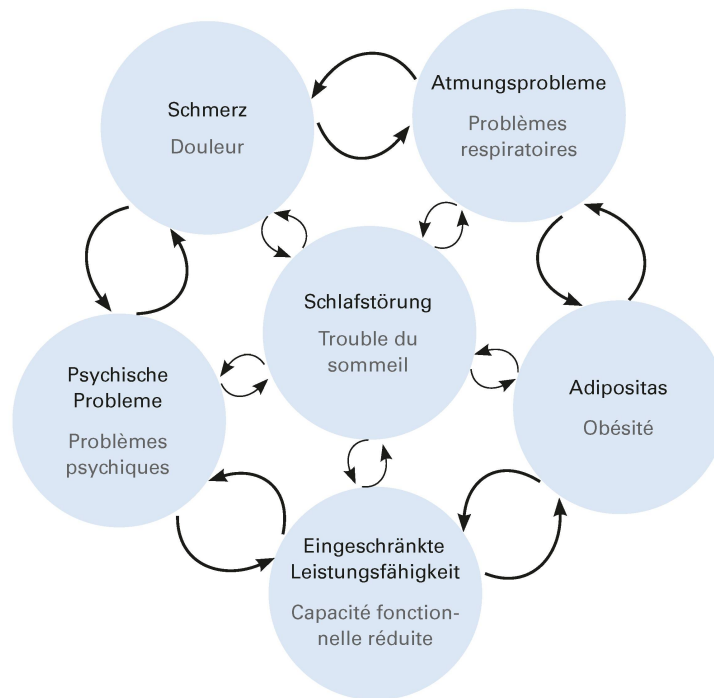 Schmerz
Douleur
Atmungsprobleme
Problèmes
respiratoires
Schlafstörung
Trouble du
sommeil
Psychische
Probleme
Problèmes
psychiques
Adipositas
Obésité
Eingeschränkte
Leistungsfähigkeit
Capacité fonction-
nelle réduite